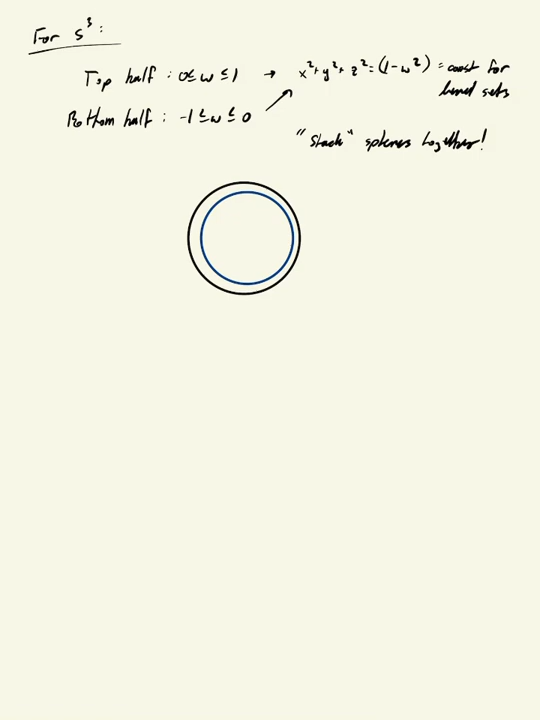 For S³:
Top half : 0≤ w ≤ 1 → x²+y²+z²=(1-w²) = const for
level sets
Bottom half : -1 ≤ w ≤ 0
"Stack" spheres together!